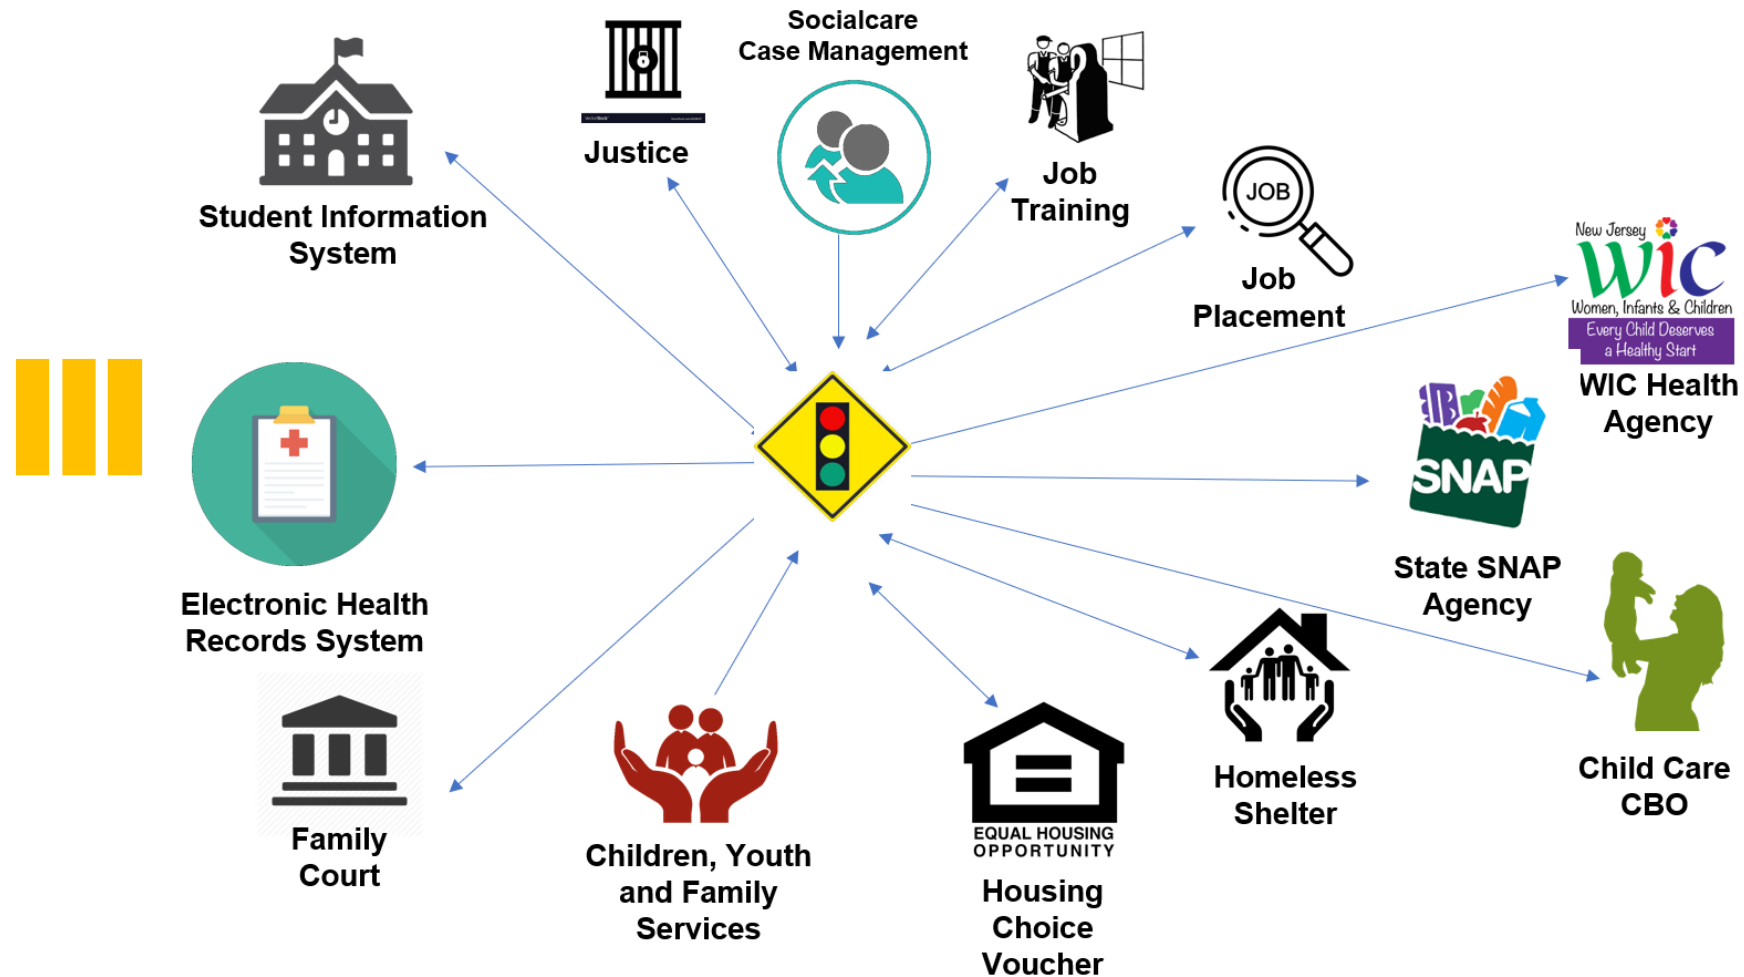 Socialcare
Case Management
Justice
Job
Training
Student Information
System
JOB
Job
Placement
New Jersey
WIC
Women, Infants & Children
Every Child Deserves
a Healthy Start
WIC Health
Agency
SNAP
State SNAP
Agency
Electronic Health
Records System
Family
Court
Children, Youth
and Family
Services
EQUAL HOUSING
OPPORTUNITY
Housing
Choice
Voucher
Homeless
Shelter
Child Care
CBO